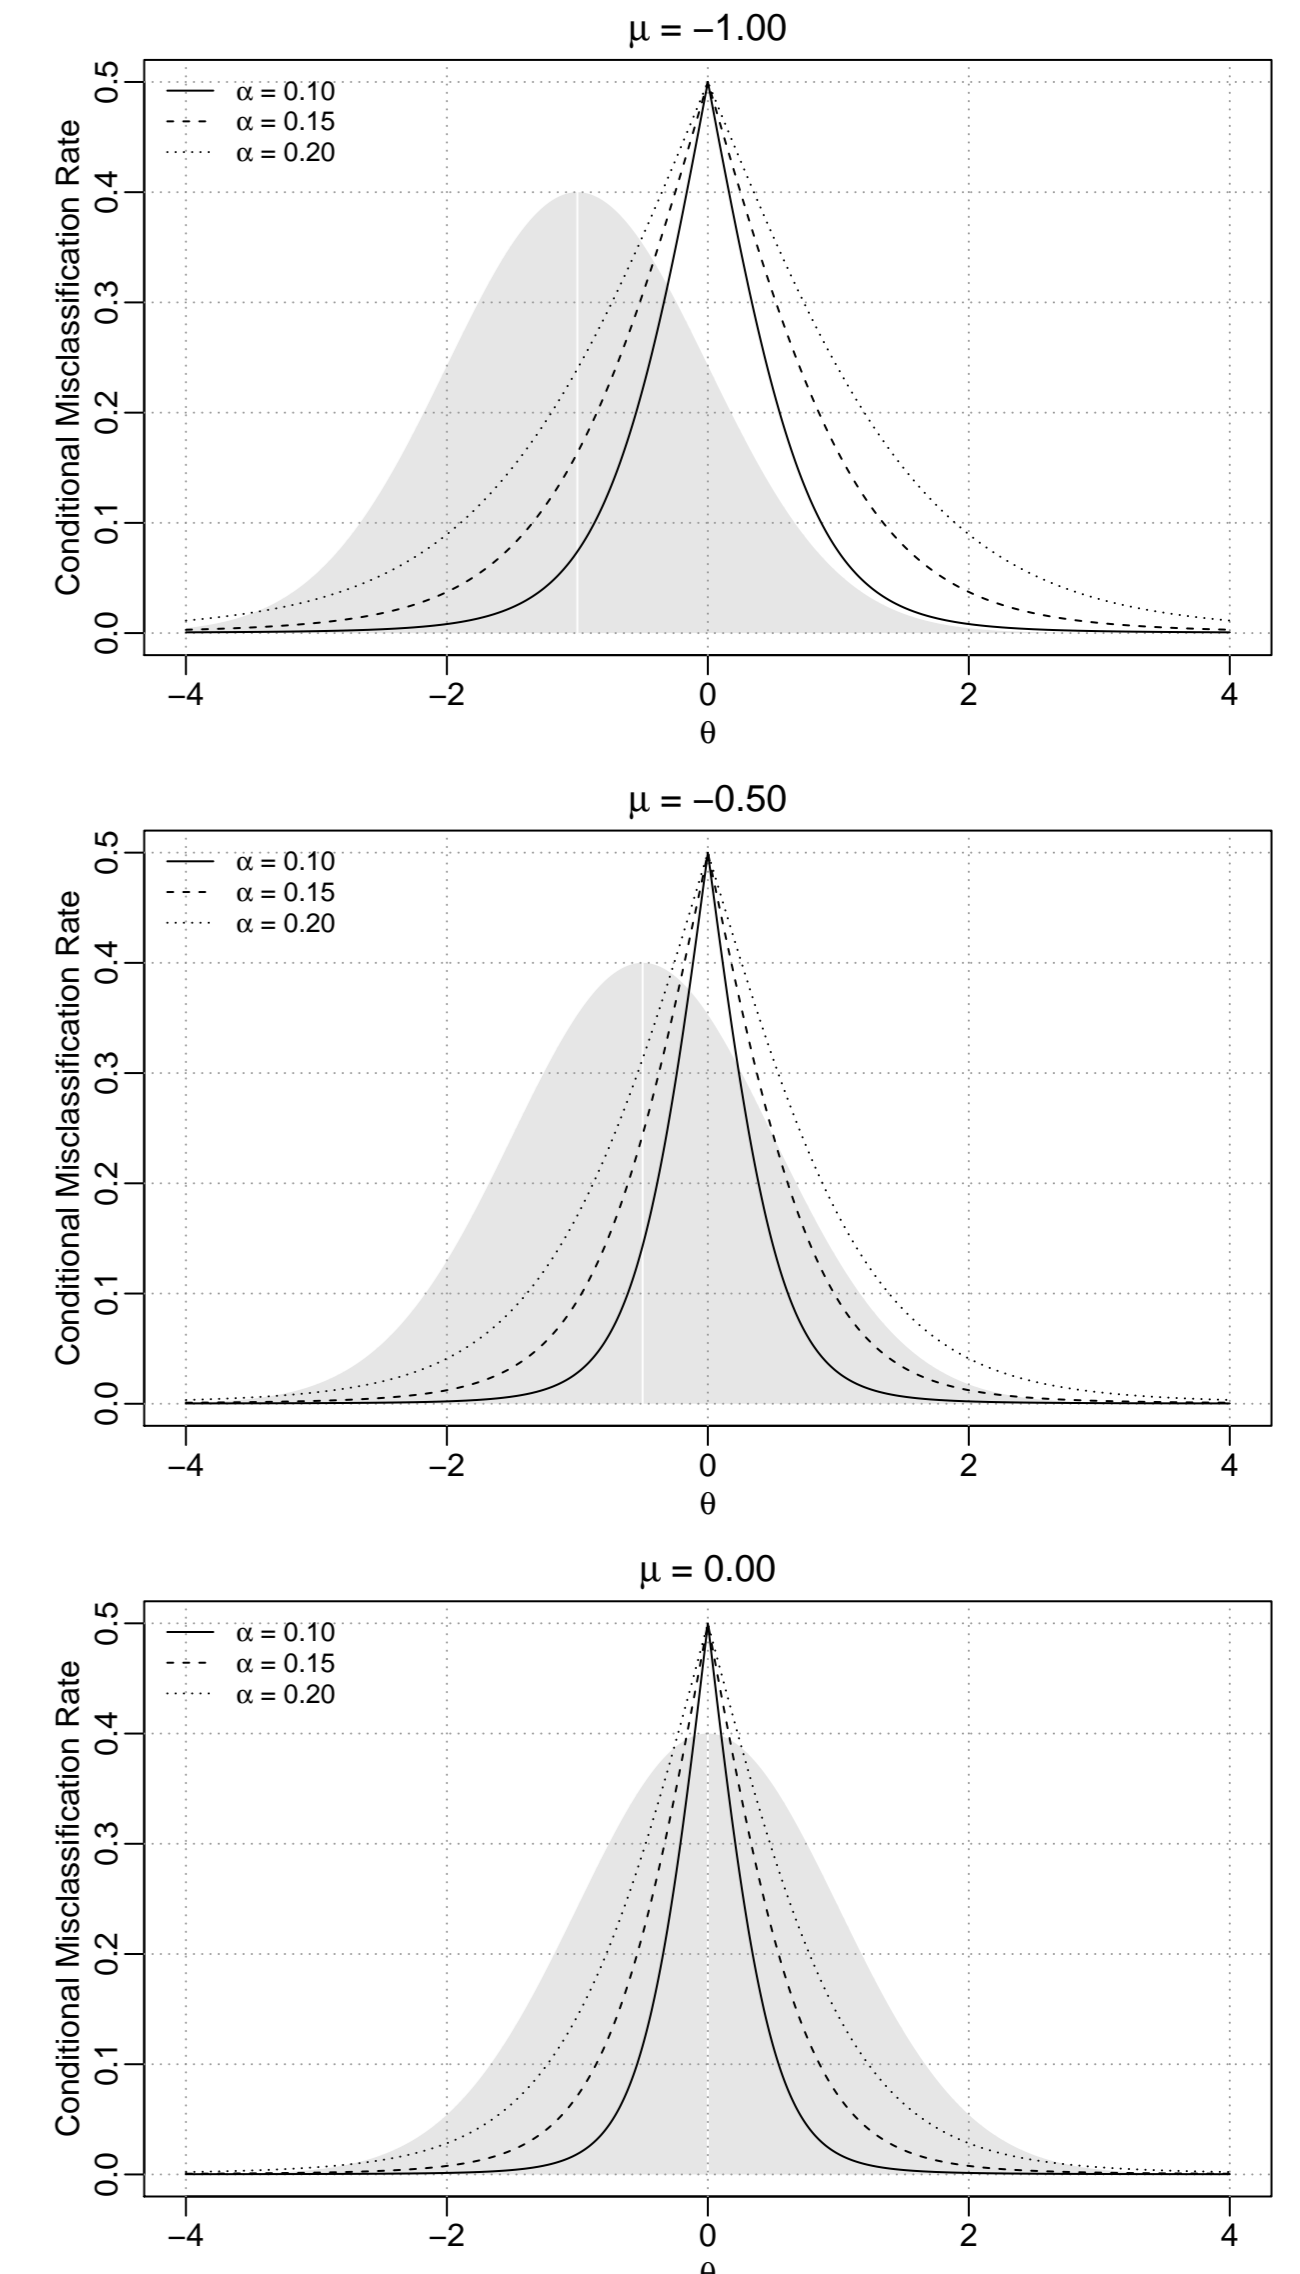 μ = −1.00
Conditional Misclassification Rate
0.5
0.4
0.3
0.2
0.1
0.0
α = 0.10
α = 0.15
α = 0.20
−4 −2 0 2 4
θ
μ = −0.50
Conditional Misclassification Rate
0.5
0.4
0.3
0.2
0.1
0.0
α = 0.10
α = 0.15
α = 0.20
−4 −2 0 2 4
θ
μ = 0.00
Conditional Misclassification Rate
0.5
0.4
0.3
0.2
0.1
0.0
α = 0.10
α = 0.15
α = 0.20
−4 −2 0 2 4